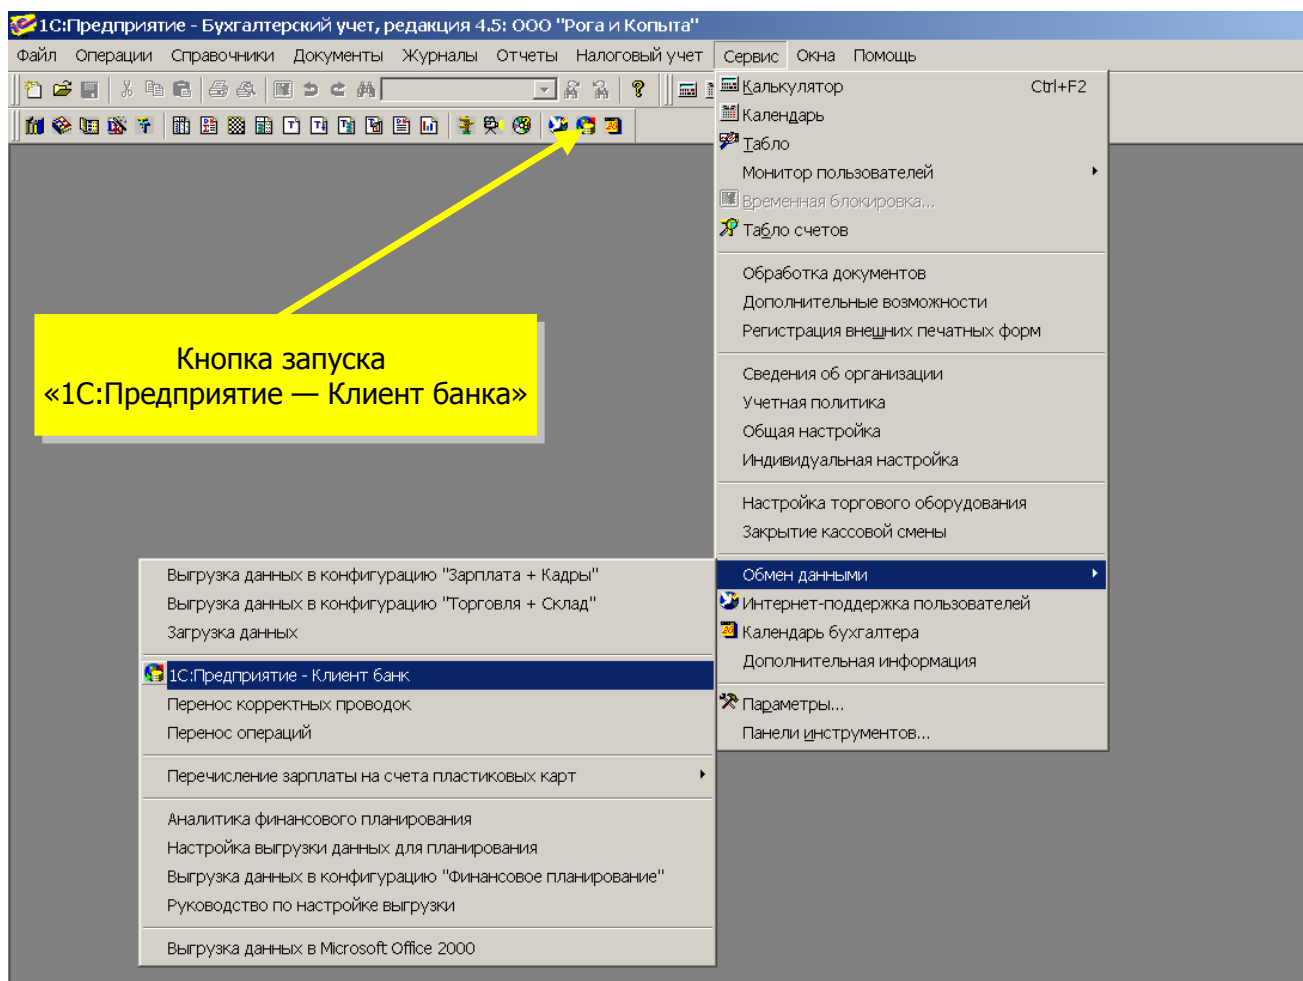 1С:Предприятие - Бухгалтерский учет, редакция 4.5: ООО "Рога и Копыта"
Файл Операции Справочники Документы Журналы Отчеты Налоговый учет Сервис Окна Помощь
Калькулятор Ctrl+F2
Календарь
Табло
Монитор пользователей
Временная блокировка...
Табло счетов
Обработка документов
Дополнительные возможности
Регистрация внешних печатных форм
Сведения об организации
Учетная политика
Общая настройка
Индивидуальная настройка
Настройка торгового оборудования
Закрытие кассовой смены
Обмен данными
Интернет-поддержка пользователей
Календарь бухгалтера
Дополнительная информация
Параметры...
Панели инструментов...
Кнопка запуска
«1С:Предприятие — Клиент банка»
Выгрузка данных в конфигурацию "Зарплата + Кадры"
Выгрузка данных в конфигурацию "Торговля + Склад"
Загрузка данных
1С:Предприятие - Клиент банк
Перенос корректных проводок
Перенос операций
Перечисление зарплаты на счета пластиковых карт
Аналитика финансового планирования
Настройка выгрузки данных для планирования
Выгрузка данных в конфигурацию "Финансовое планирование"
Руководство по настройке выгрузки
Выгрузка данных в Microsoft Office 2000